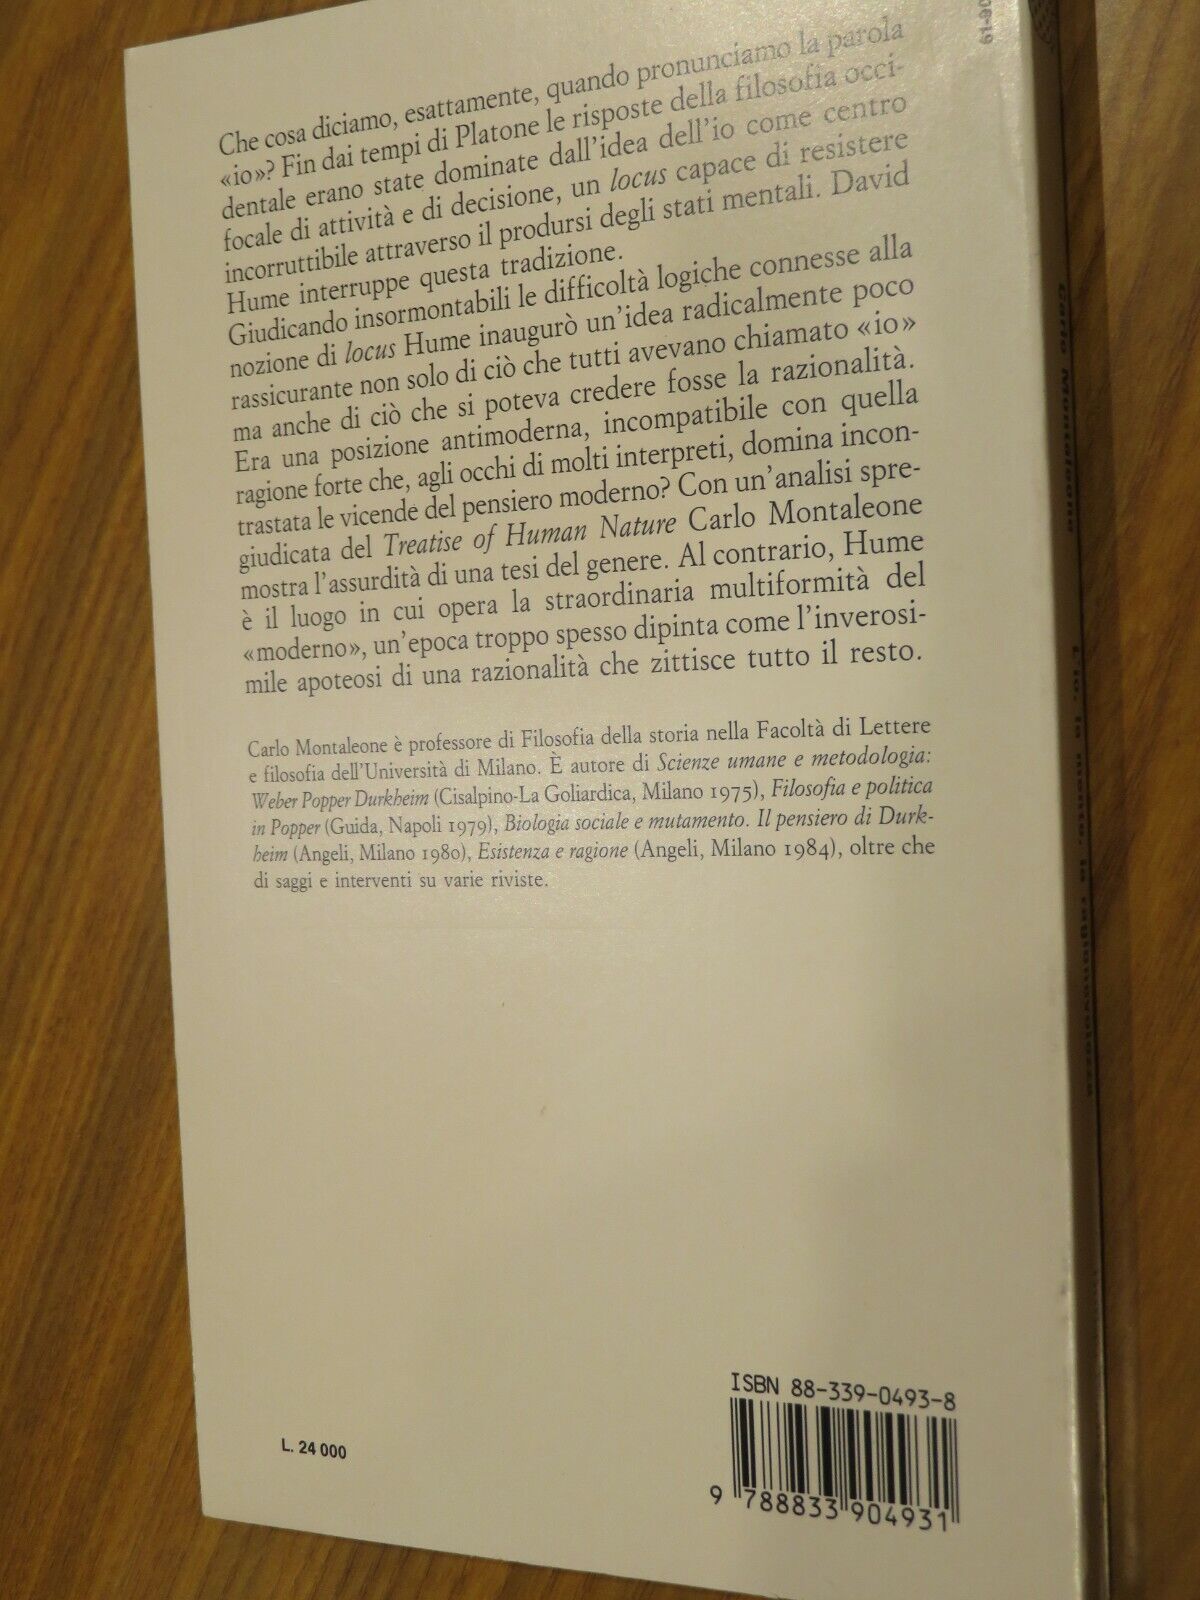 Che cosa diciamo, esattamente, quando pronunciamo la parola
«io»? Fin dai tempi di Platone le risposte della filosofia occi-
dentale erano state dominate dall'idea dell'io come centro
focale di attività e di decisione, un locus capace di resistere
incorruttibile attraverso il prodursi degli stati mentali. David
Hume interruppe questa tradizione.
Giudicando insormontabili le difficoltà logiche connesse alla
nozione di locus Hume inaugurò un'idea radicalmente poco
rassicurante non solo di ciò che tutti avevano chiamato «io»
ma anche di ciò che si poteva credere fosse la razionalità.
Era una posizione antimoderna, incompatibile con quella
ragione forte che, agli occhi di molti interpreti, domina incon-
trastata le vicende del pensiero moderno? Con un'analisi spre-
giudicata del Treatise of Human Nature Carlo Montaleone
mostra l'assurdità di una tesi del genere. Al contrario, Hume
è il luogo in cui opera la straordinaria multiformità del
«moderno», un'epoca troppo spesso dipinta come l'inverosi-
mile apoteosi di una razionalità che zittisce tutto il resto.
Carlo Montaleone è professore di Filosofia della storia nella Facoltà di Lettere
e filosofia dell'Università di Milano. È autore di Scienze umane e metodologia:
Weber Popper Durkheim (Cisalpino-La Goliardica, Milano 1975), Filosofia e politica
in Popper (Guida, Napoli 1979), Biologia sociale e mutamento. Il pensiero di Durk-
heim (Angeli, Milano 1980), Esistenza e ragione (Angeli, Milano 1984), oltre che
di saggi e interventi su varie riviste.
L. 24 000
ISBN 88-339-0493-8
9 788833 904931
61-90
Carlo Montaleone
L'io, la mente, la ragionevolezza